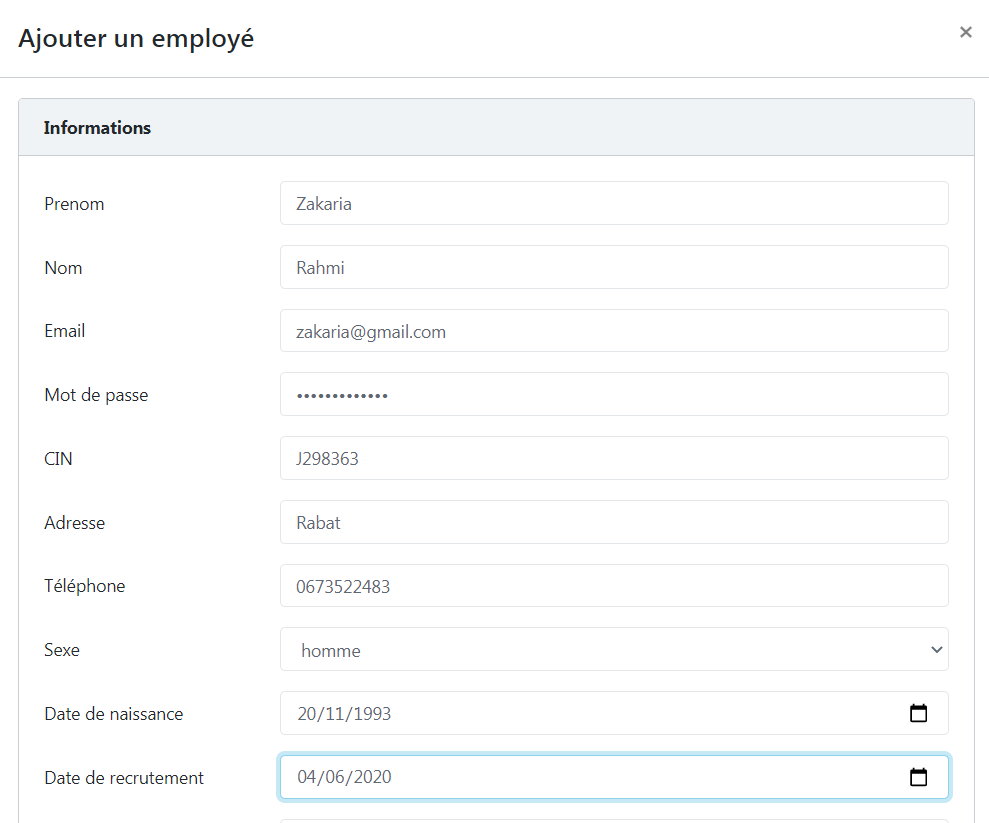 Ajouter un employé ×
Informations
Prenom Zakaria
Nom Rahmi
Email zakaria@gmail.com
Mot de passe •••••••••••••
CIN J298363
Adresse Rabat
Téléphone 0673522483
Sexe homme
Date de naissance 20/11/1993
Date de recrutement 04/06/2020